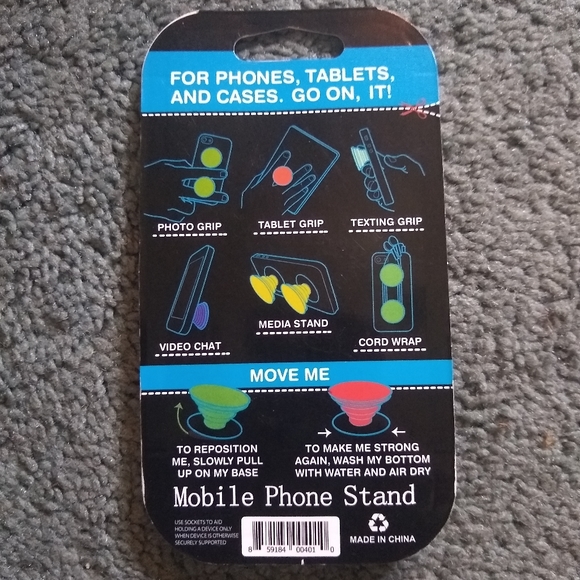 FOR PHONES, TABLETS,
AND CASES. GO ON, IT!
PHOTO GRIP
TABLET GRIP
TEXTING GRIP
VIDEO CHAT
MEDIA STAND
CORD WRAP
MOVE ME
TO REPOSITION
ME, SLOWLY PULL
UP ON MY BASE
TO MAKE ME STRONG
AGAIN, WASH MY BOTTOM
WITH WATER AND AIR DRY
Mobile Phone Stand
USE SOCKETS TO AID
HOLDING A DEVICE ONLY
WHEN DEVICE IS OTHERWISE
SECURELY SUPPORTED
8 59184 00401 0
MADE IN CHINA